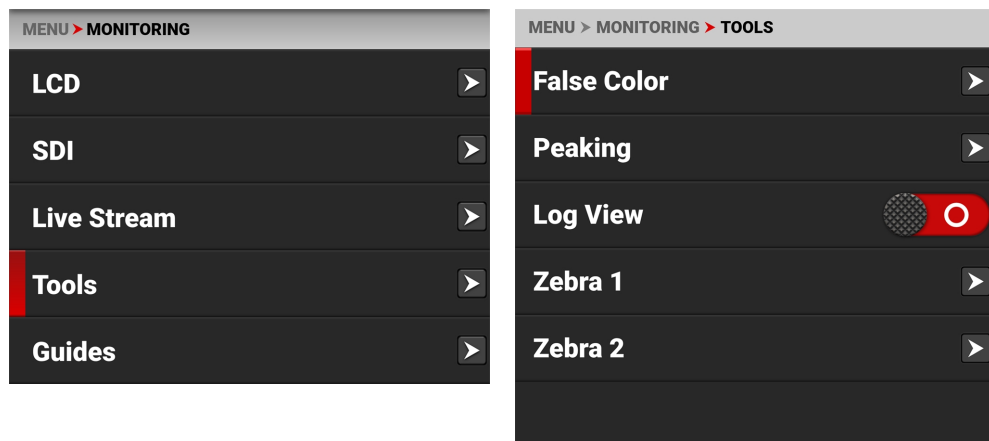 MENU > MONITORING
LCD
SDI
Live Stream
Tools
Guides
MENU > MONITORING > TOOLS
False Color
Peaking
Log View
Zebra 1
Zebra 2